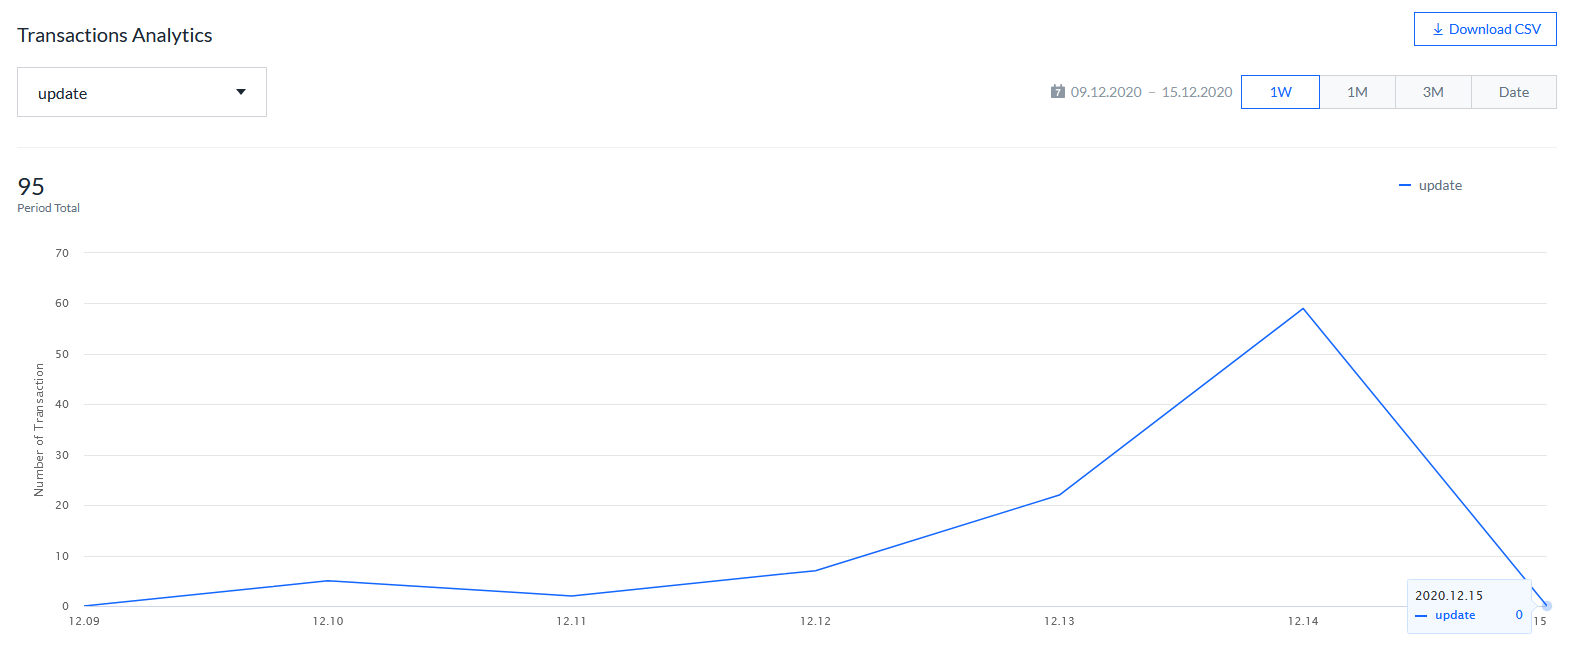 Transactions Analytics
Download CSV
update
7 09.12.2020 – 15.12.2020 1W 1M 3M Date
95
Period Total
update
Number of Transaction
70
60
50
40
30
20
10
0
12.09 12.10 11.11 12.12 12.13 12.14 15
2020.12.15
update 0